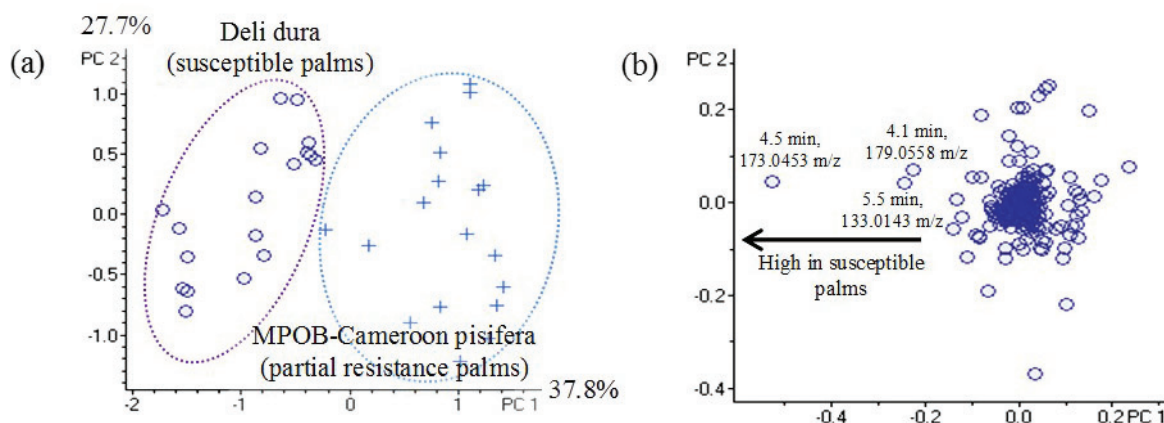 (a)
27.7%
PC 2
Deli dura
(susceptible palms)
1.0
0.5
0.0
-0.5
-1.0
MPOB-Cameroon pisifera
(partial resistance palms)
37.8%
-2
-1
0
1
PC 1
(b)
PC 2
0.2
0.0
-0.2
-0.4
4.5 min,
173.0453 m/z
4.1 min,
179.0558 m/z
5.5 min,
133.0143 m/z
High in susceptible
palms
-0.4
-0.2
0.0
0.2
PC 1